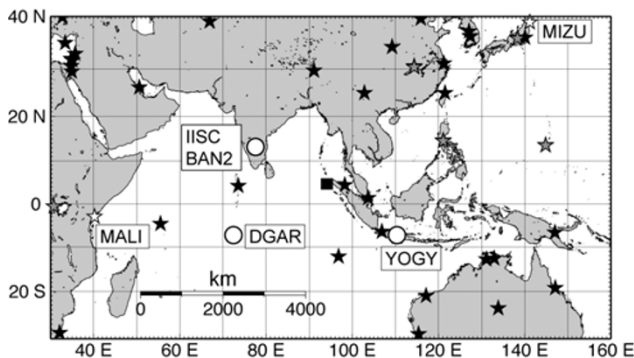 40 N
MIZU
20 N
IISC
BAN2
0
MALI
DGAR
YOGY
km
20 S
0
2000
4000
40 E
60 E
80 E
100 E
120 E
140 E
160 E